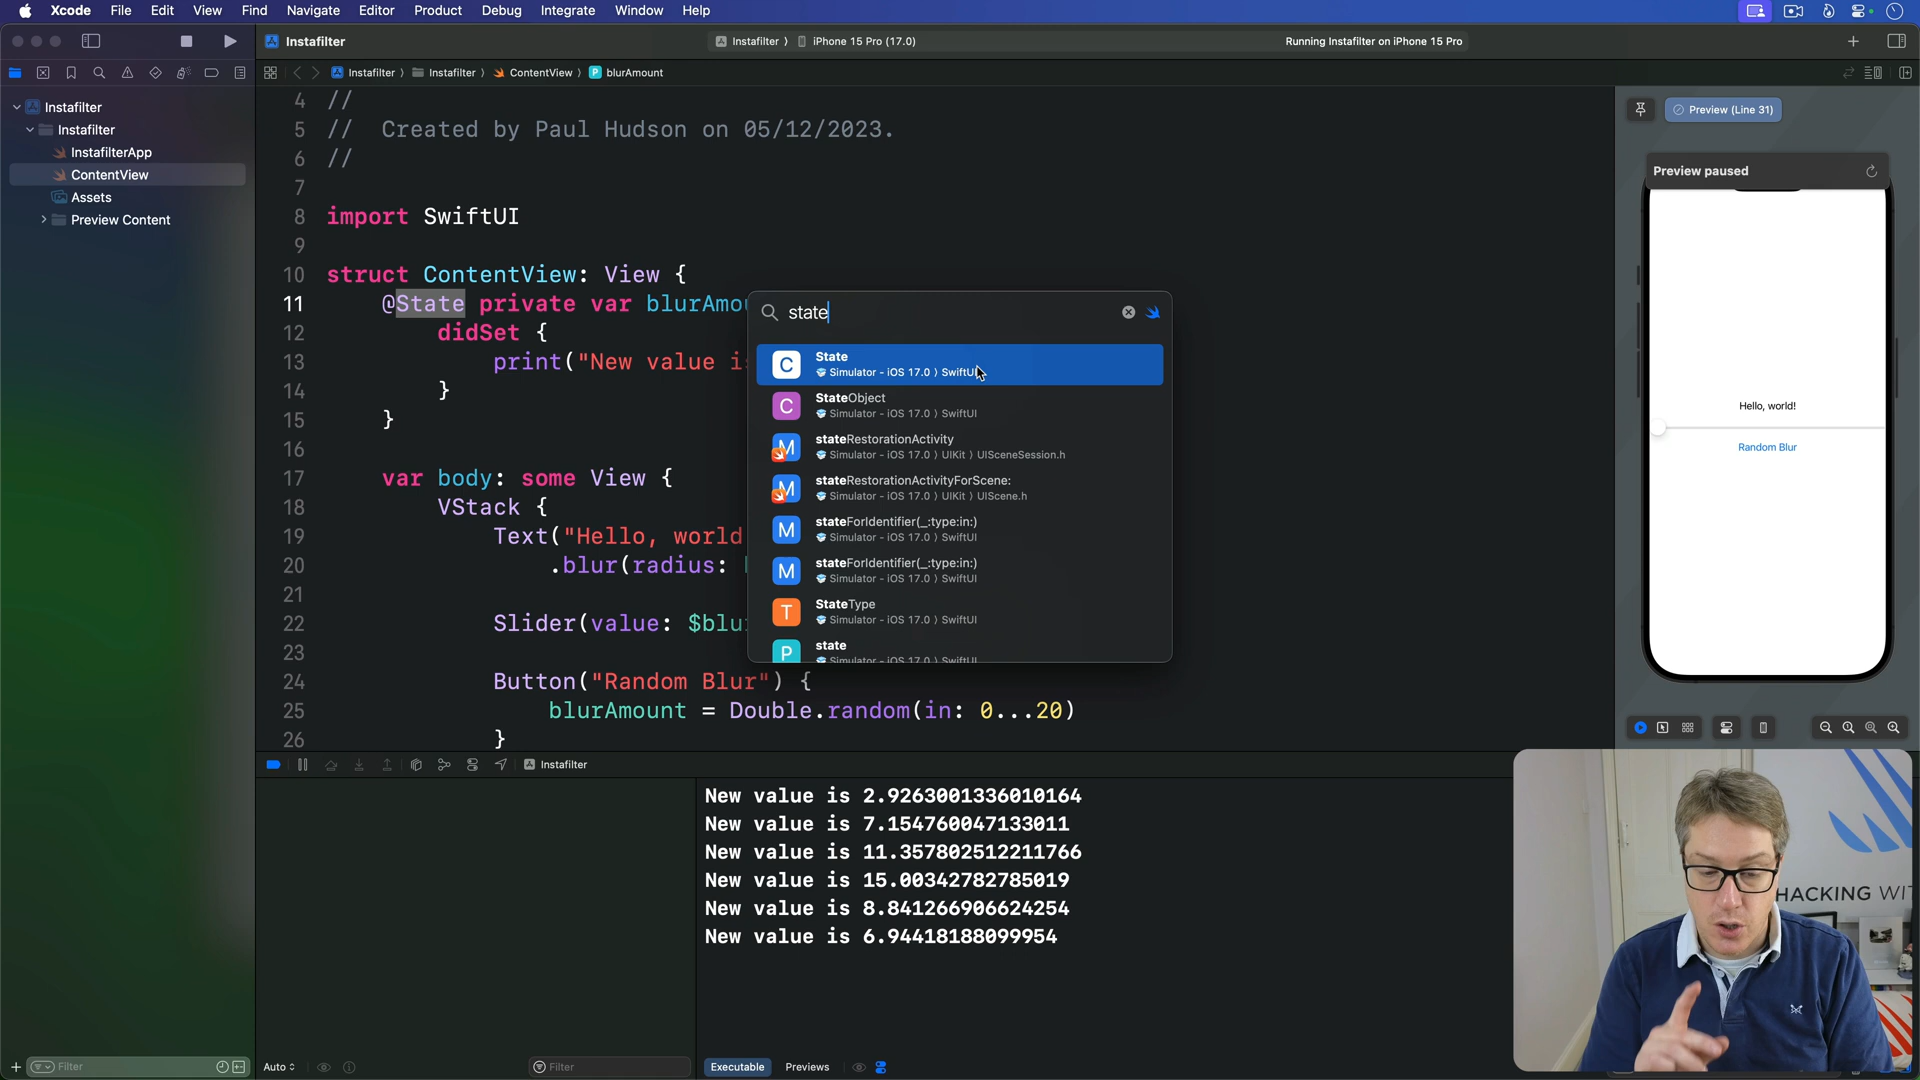 Xcode File Edit View Find Navigate Editor Product Debug Integrate Window Help
Instafilter
Instafilter iPhone 15 Pro (17.0)
Running Instafilter on iPhone 15 Pro
Instafilter Instafilter ContentView P blurAmount
Instafilter
Instafilter
InstafilterApp
ContentView
Assets
Preview Content
4 //
5 // Created by Paul Hudson on 05/12/2023.
6 //
7
8 import SwiftUI
9
10 struct ContentView: View {
11 @State private var blurAmou
12 didSet {
13 print("New value i
14 }
15 }
16
17 var body: some View {
18 VStack {
19 Text("Hello, world
20 .blur(radius:
21
22 Slider(value: $blu
23
24 Button("Random Blur") {
25 blurAmount = Double.random(in: 0...20)
26 }
state
C State
Simulator - iOS 17.0 ⟩ SwiftUI
C StateObject
Simulator - iOS 17.0 ⟩ SwiftUI
M stateRestorationActivity
Simulator - iOS 17.0 ⟩ UIKit ⟩ UISceneSession.h
M stateRestorationActivityForScene:
Simulator - iOS 17.0 ⟩ UIKit ⟩ UIScene.h
M stateForIdentifier(_:type:in:)
Simulator - iOS 17.0 ⟩ SwiftUI
M stateForIdentifier(_:type:in:)
Simulator - iOS 17.0 ⟩ SwiftUI
T StateType
Simulator - iOS 17.0 ⟩ SwiftUI
P state
Simulator - iOS 17.0 ⟩ SwiftUI
Preview (Line 31)
Preview paused
Hello, world!
Random Blur
Instafilter
New value is 2.9263001336010164
New value is 7.154760047133011
New value is 11.357802512211766
New value is 15.00342782785019
New value is 8.841266906624254
New value is 6.94418188099954
HACKING WI
Filter
Auto
Filter
Executable Previews